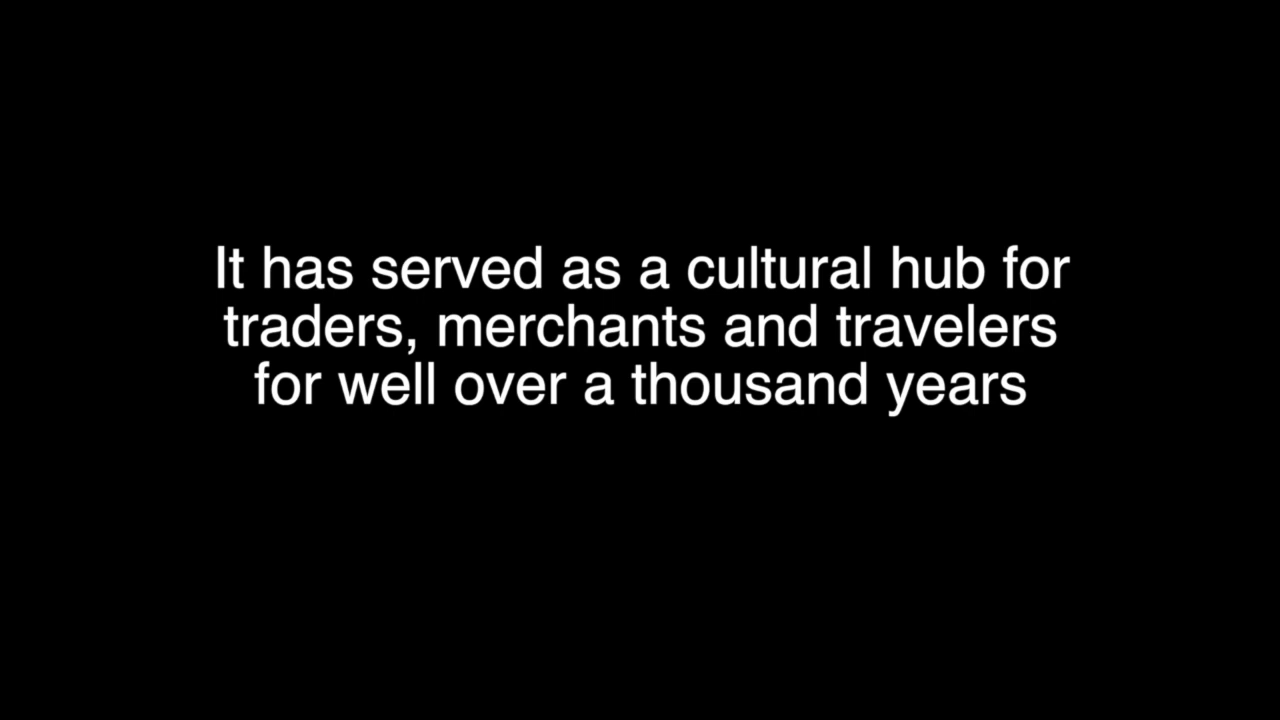 It has served as a cultural hub for
traders, merchants and travelers
for well over a thousand years